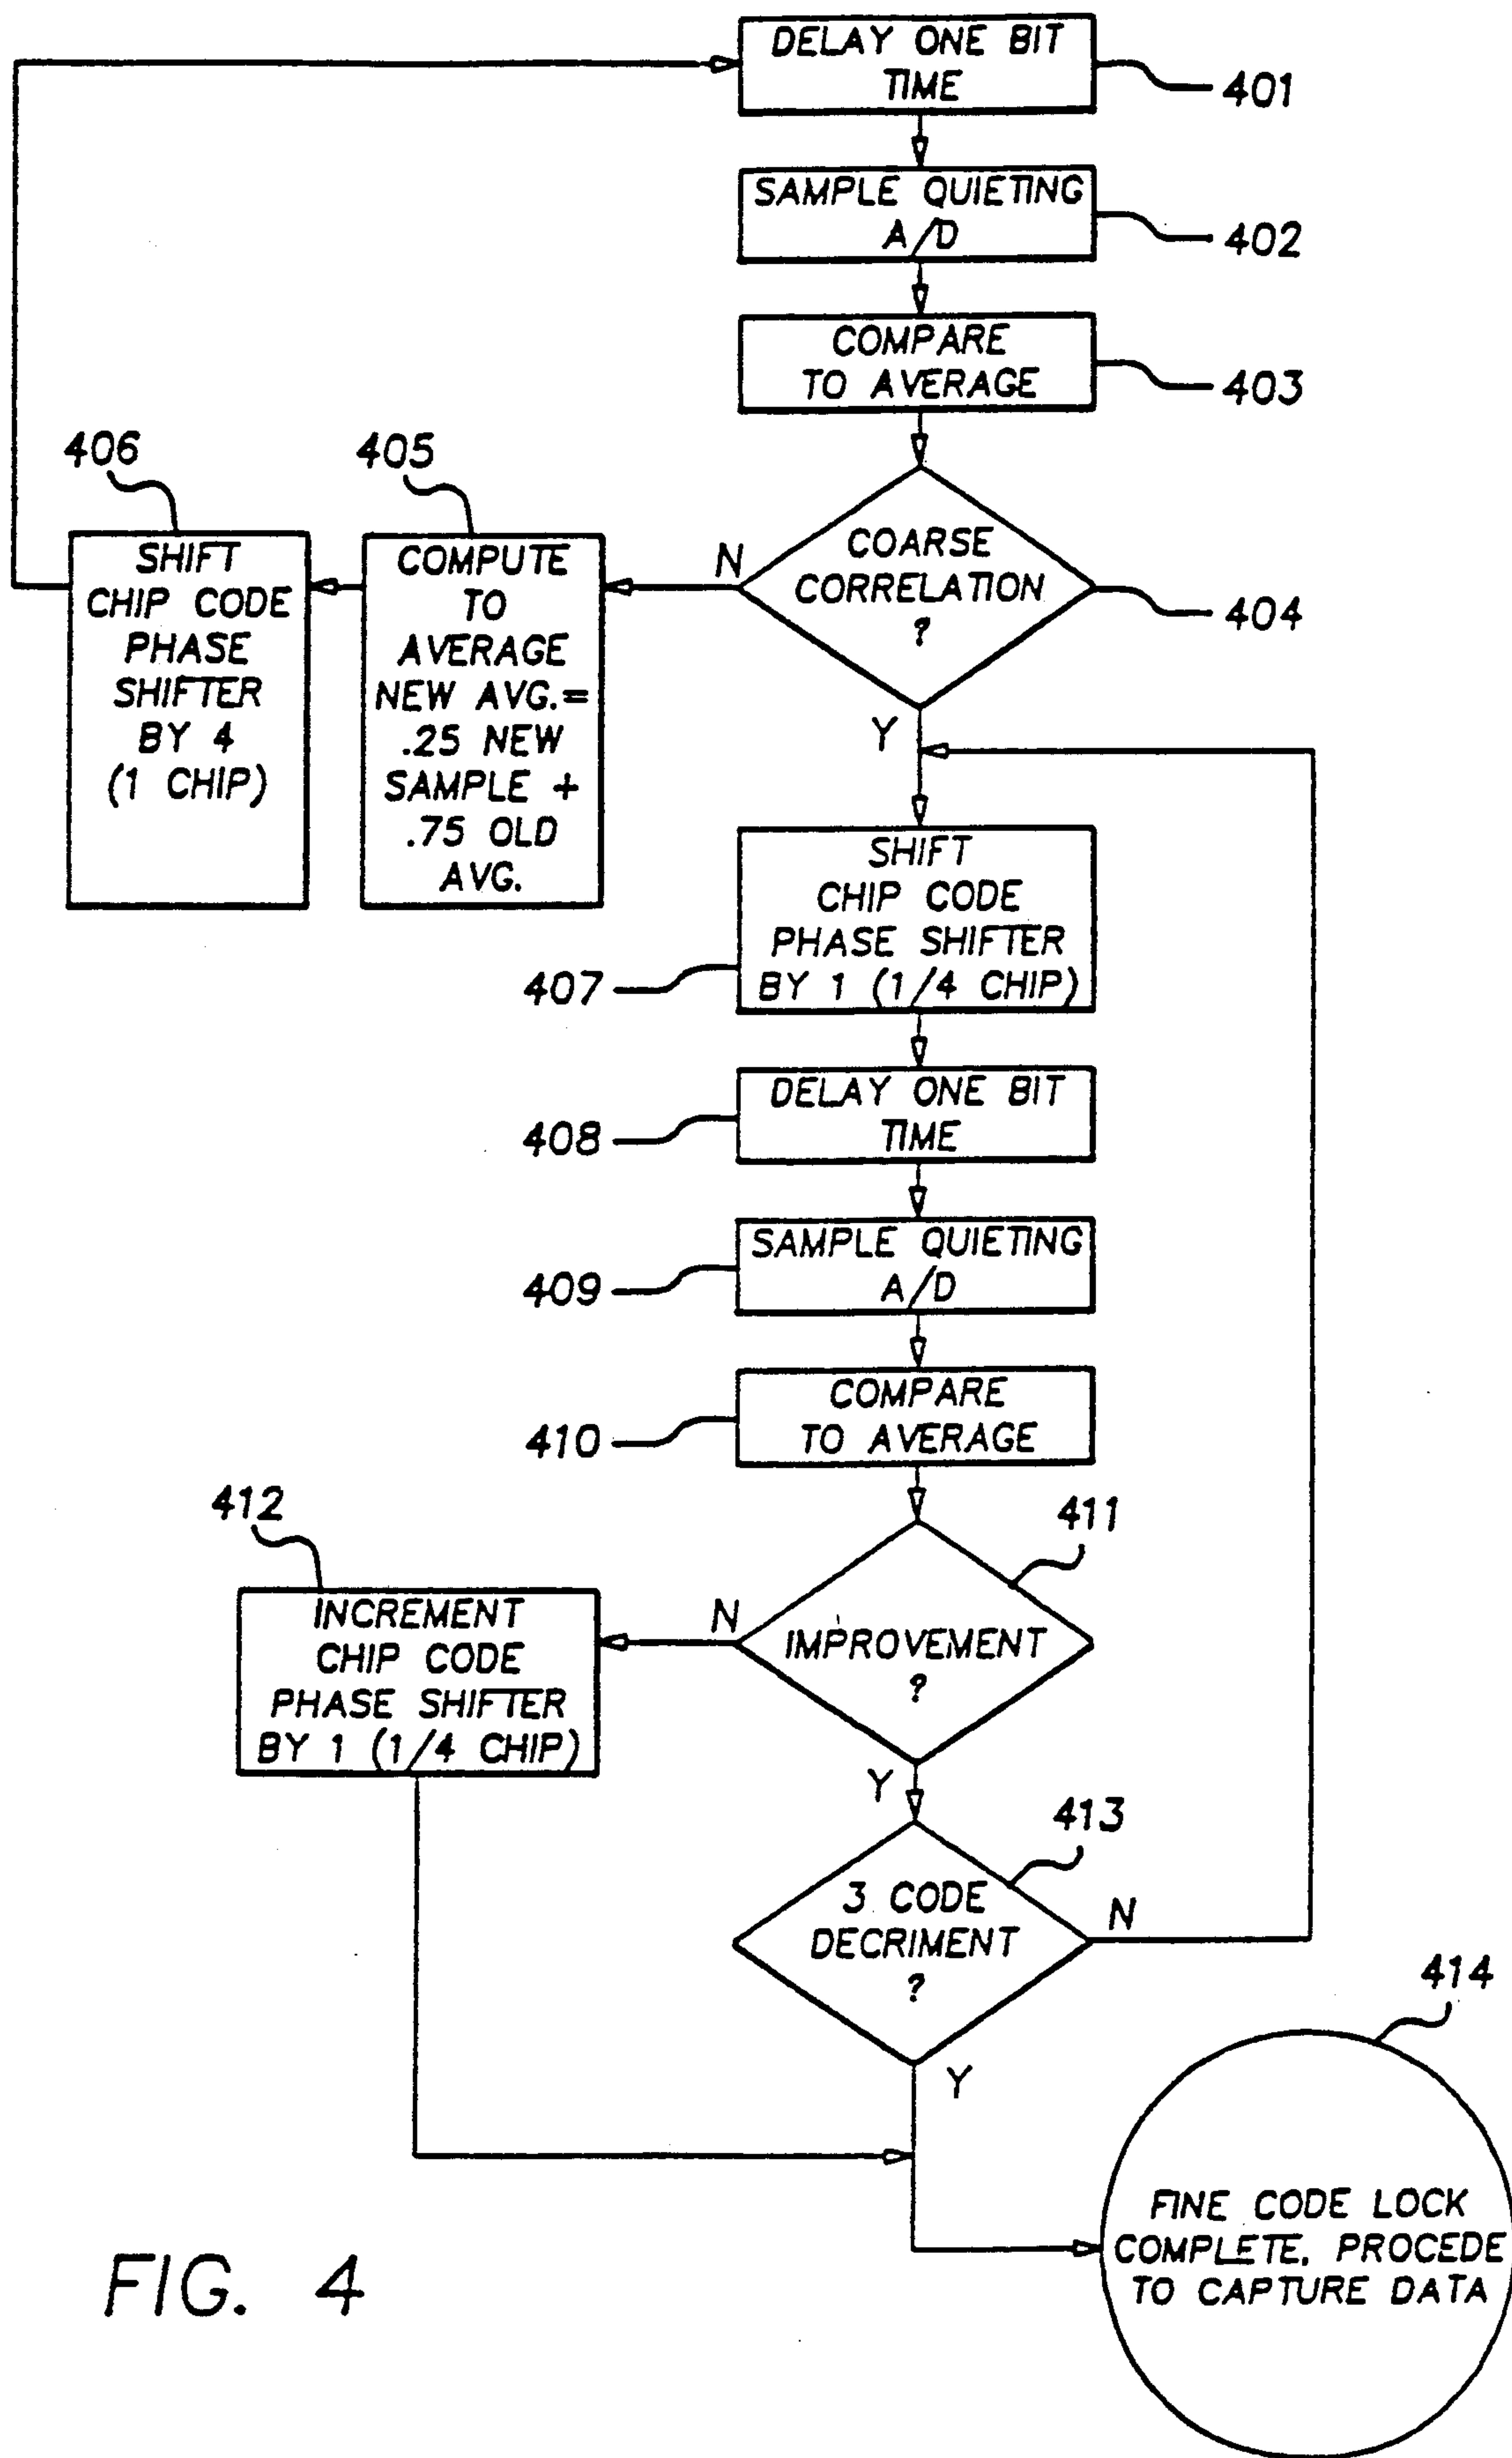 DELAY ONE BIT
TIME
401
SAMPLE QUIETING
A/D
402
COMPARE
TO AVERAGE
403
COARSE
CORRELATION
?
404
N
Y
405
COMPUTE
TO
AVERAGE
NEW AVG.=
.25 NEW
SAMPLE +
.75 OLD
AVG.
406
SHIFT
CHIP CODE
PHASE
SHIFTER
BY 4
(1 CHIP)
SHIFT
CHIP CODE
PHASE SHIFTER
BY 1 (1/4 CHIP)
407
DELAY ONE BIT
TIME
408
SAMPLE QUIETING
A/D
409
COMPARE
TO AVERAGE
410
411
IMPROVEMENT
?
N
Y
412
INCREMENT
CHIP CODE
PHASE SHIFTER
BY 1 (1/4 CHIP)
413
3 CODE
DECRIMENT
?
N
Y
414
FINE CODE LOCK
COMPLETE, PROCEDE
TO CAPTURE DATA
FIG. 4